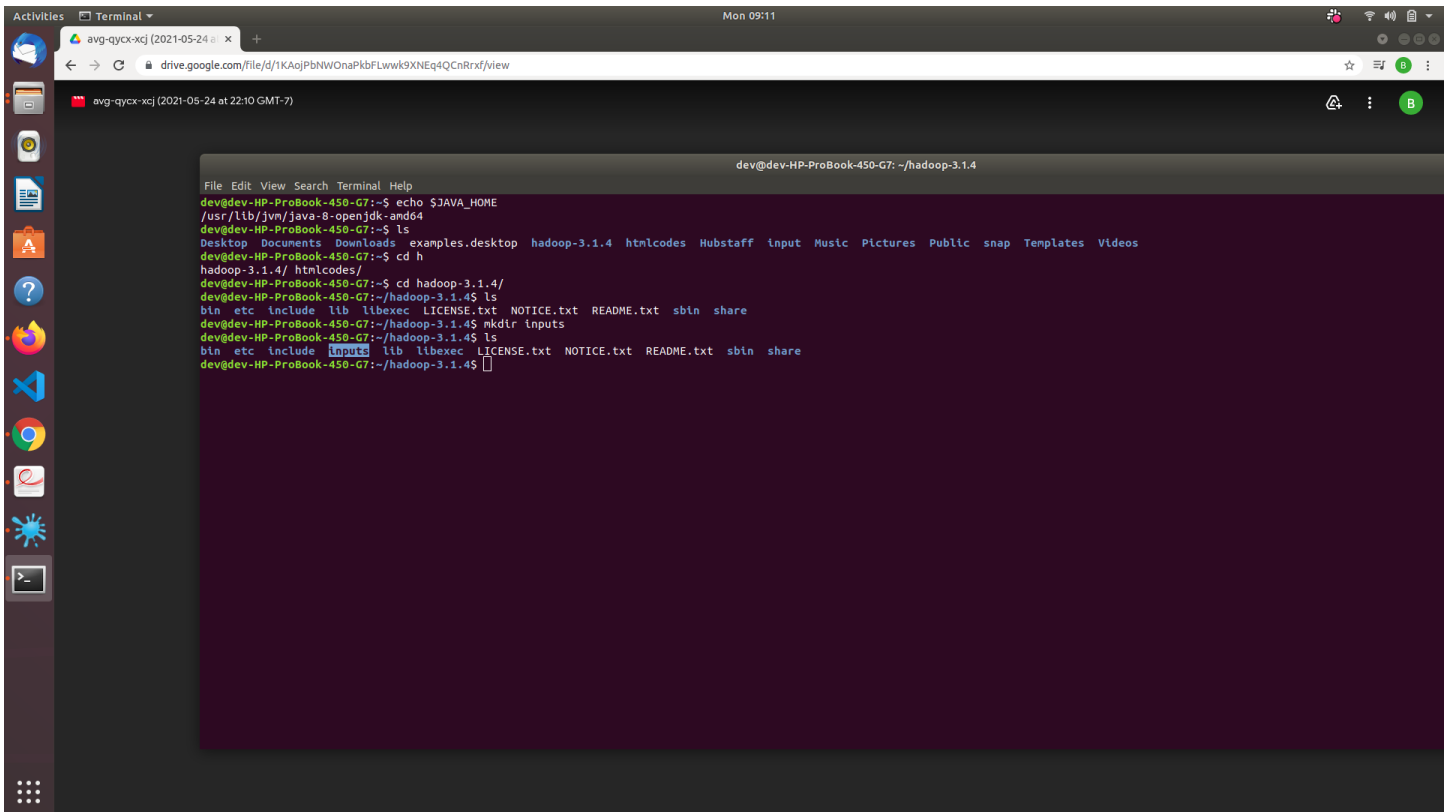 Activities Terminal Mon 09:11
avg-qycx-xcj (2021-05-24 a
drive.google.com/file/d/1KAojPbNWOnaPkbFLwwk9XNEq4QCnRrxf/view B
avg-qycx-xcj (2021-05-24 at 22:10 GMT-7) B
dev@dev-HP-ProBook-450-G7: ~/hadoop-3.1.4
File Edit View Search Terminal Help
dev@dev-HP-ProBook-450-G7:~$ echo $JAVA_HOME
/usr/lib/jvm/java-8-openjdk-amd64
dev@dev-HP-ProBook-450-G7:~$ ls
Desktop Documents Downloads examples.desktop hadoop-3.1.4 htmlcodes Hubstaff input Music Pictures Public snap Templates Videos
dev@dev-HP-ProBook-450-G7:~$ cd h
hadoop-3.1.4/ htmlcodes/
dev@dev-HP-ProBook-450-G7:~$ cd hadoop-3.1.4/
dev@dev-HP-ProBook-450-G7:~/hadoop-3.1.4$ ls
bin etc include lib libexec LICENSE.txt NOTICE.txt README.txt sbin share
dev@dev-HP-ProBook-450-G7:~/hadoop-3.1.4$ mkdir inputs
dev@dev-HP-ProBook-450-G7:~/hadoop-3.1.4$ ls
bin etc include inputs lib libexec LICENSE.txt NOTICE.txt README.txt sbin share
dev@dev-HP-ProBook-450-G7:~/hadoop-3.1.4$